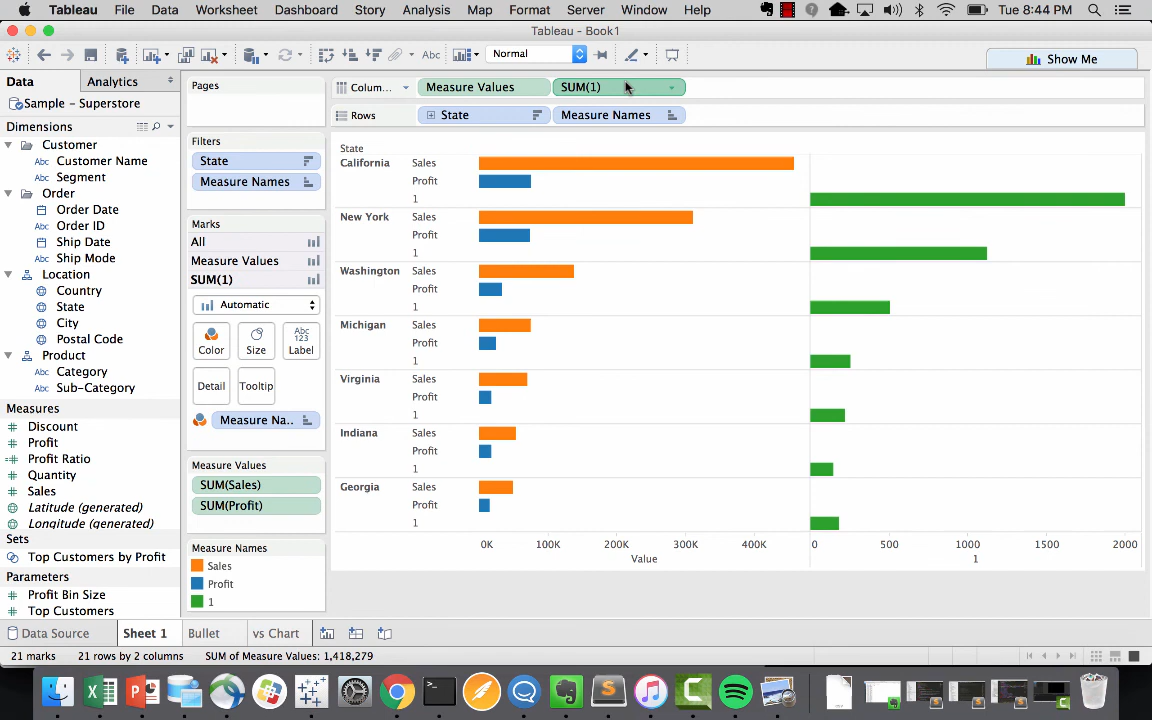 Tableau File Data Worksheet Dashboard Story Analysis Map Format Server Window Help Tue 8:44 PM
Tableau - Book1
Abc Normal Show Me
Data Analytics
Sample - Superstore
Dimensions
Customer
Abc Customer Name
Abc Segment
Order
Order Date
Abc Order ID
Ship Date
Abc Ship Mode
Location
Country
State
City
Postal Code
Product
Abc Category
Abc Sub-Category
Measures
# Discount
# Profit
=# Profit Ratio
# Quantity
# Sales
Latitude (generated)
Longitude (generated)
Sets
Top Customers by Profit
Parameters
# Profit Bin Size
# Top Customers
Pages
Filters
State
Measure Names
Marks
All
Measure Values
SUM(1)
Automatic
Color Size Abc 123 Label
Detail Tooltip
Measure Na..
Measure Values
SUM(Sales)
SUM(Profit)
Measure Names
Sales
Profit
1
Colum... Measure Values SUM(1)
Rows State Measure Names
State
California Sales
Profit
1
New York Sales
Profit
1
Washington Sales
Profit
1
Michigan Sales
Profit
1
Virginia Sales
Profit
1
Indiana Sales
Profit
1
Georgia Sales
Profit
1
0K 100K 200K 300K 400K 0 500 1000 1500 2000
Value 1
Data Source Sheet 1 Bullet vs Chart
21 marks 21 rows by 2 columns SUM of Measure Values: 1,418,279